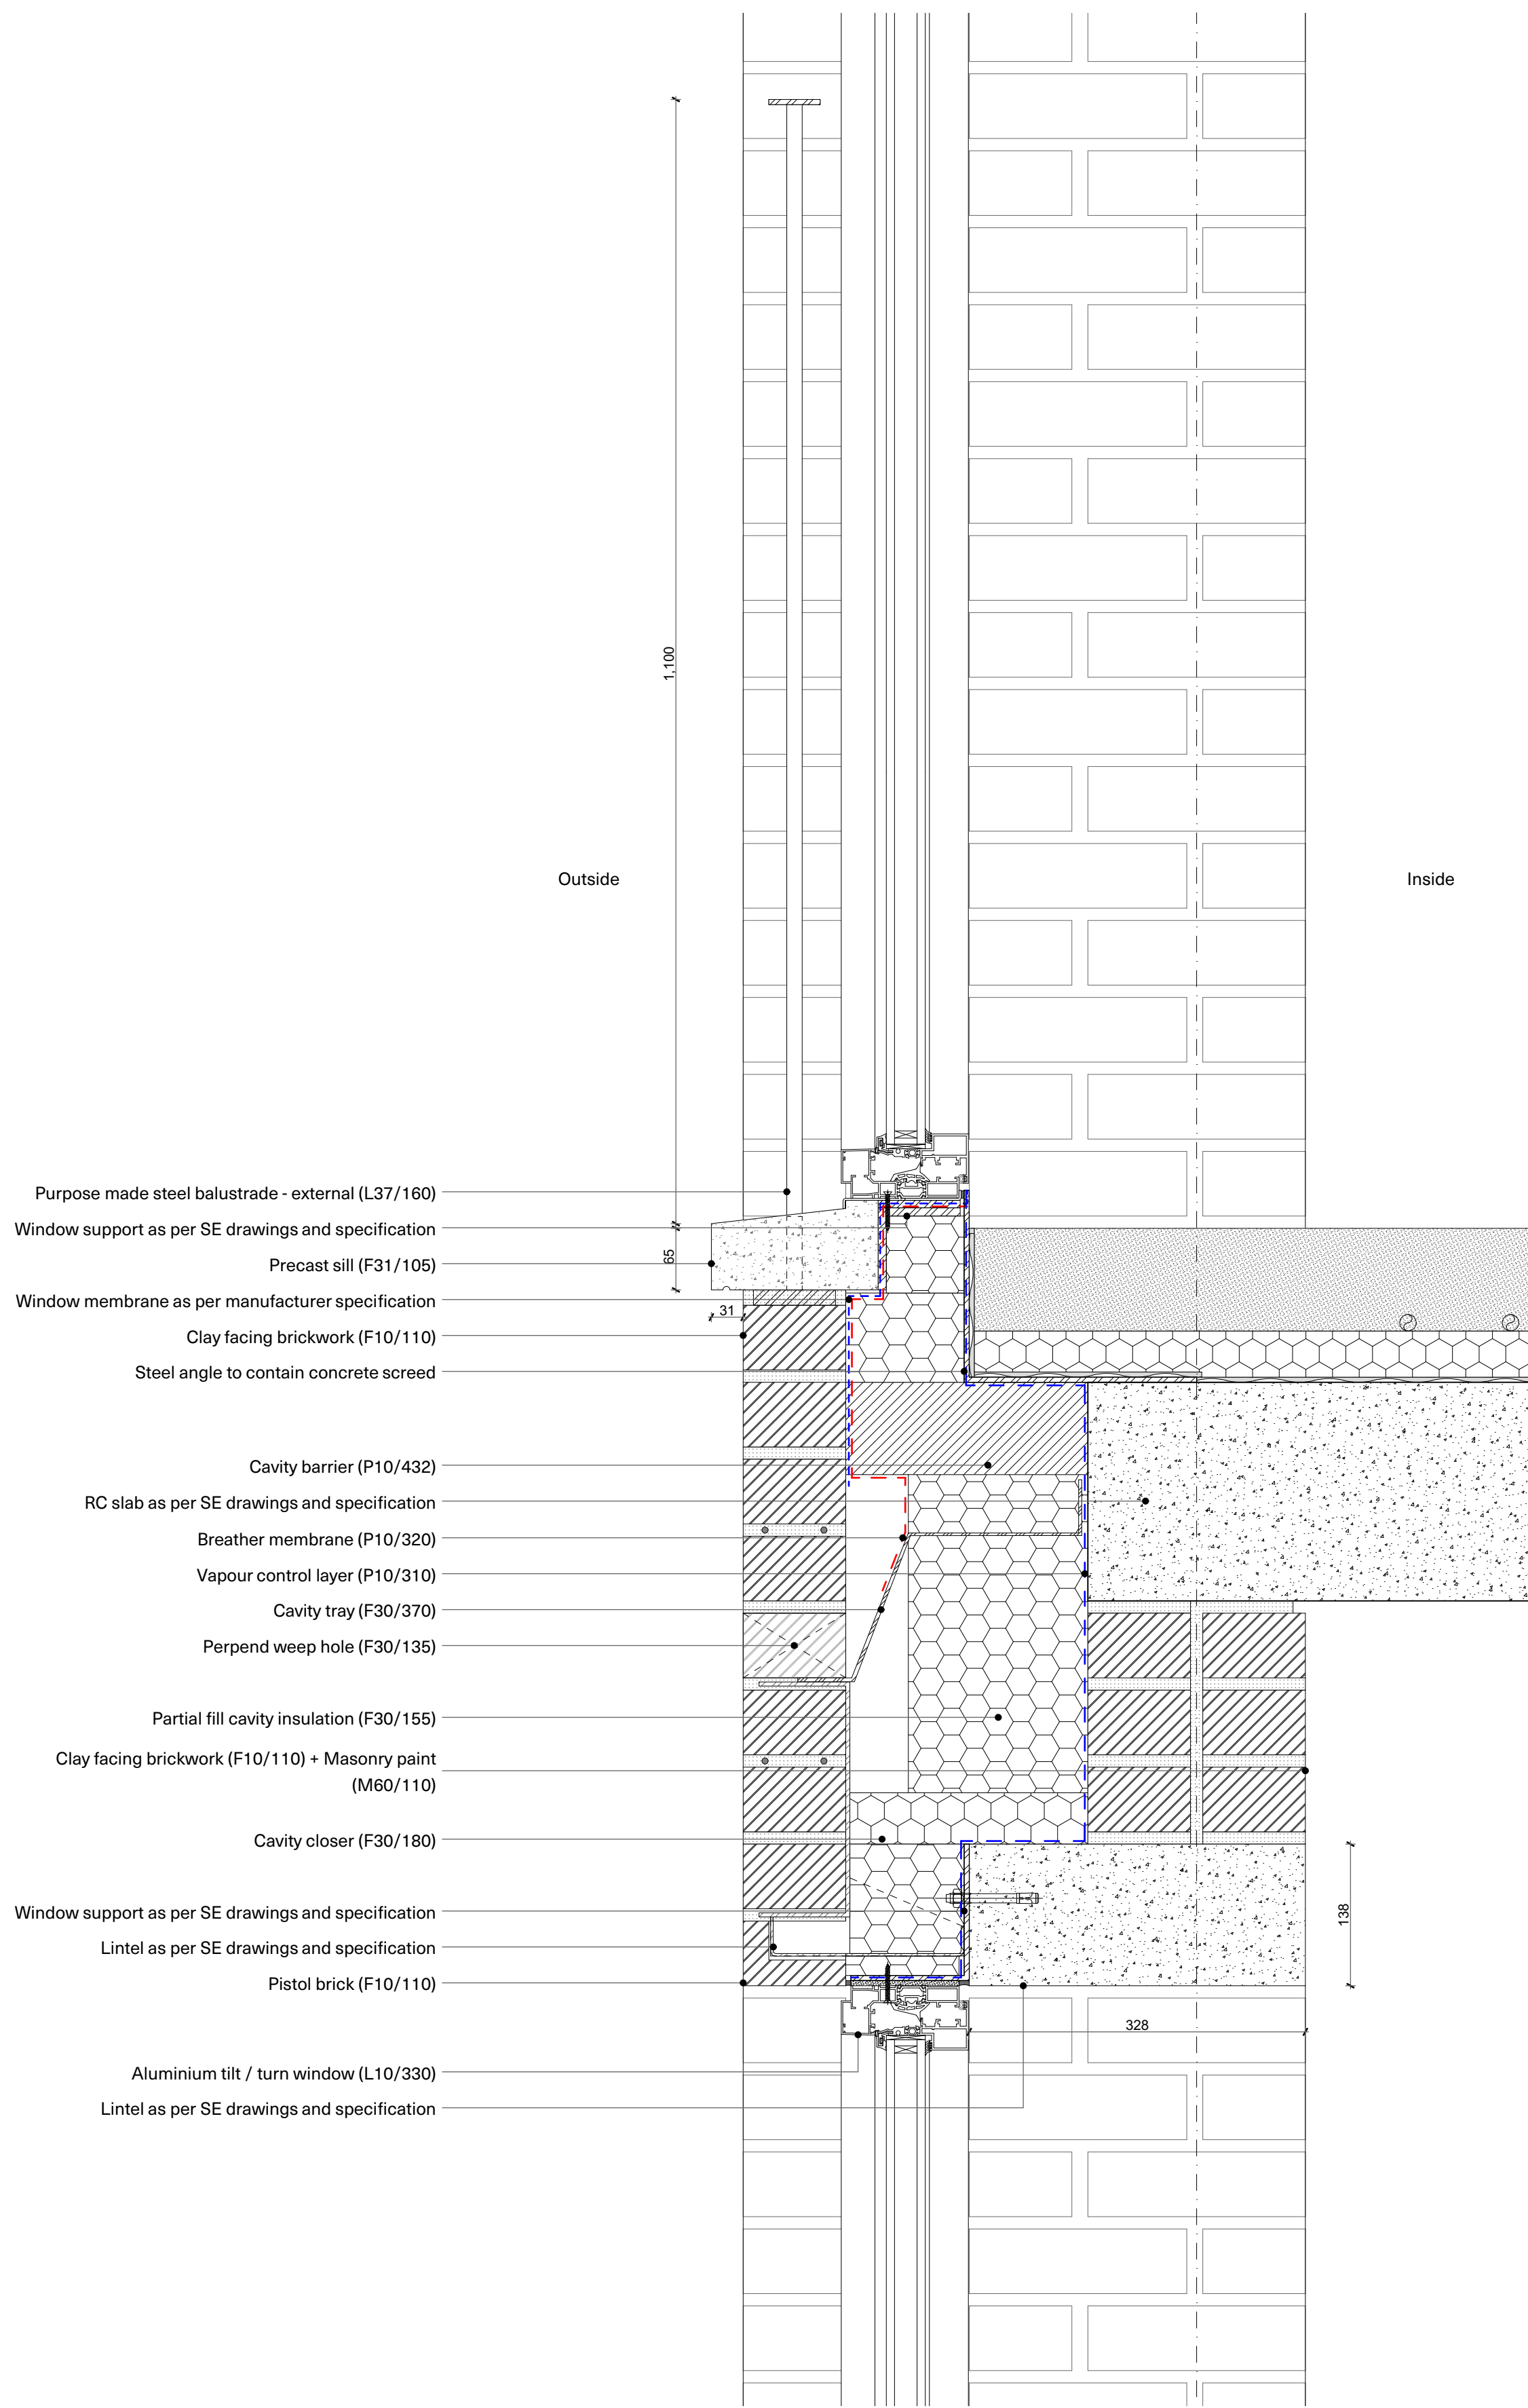 1,100
Outside
Inside
Purpose made steel balustrade - external (L37/160)
Window support as per SE drawings and specification
65
Precast sill (F31/105)
Window membrane as per manufacturer specification
31
Clay facing brickwork (F10/110)
Steel angle to contain concrete screed
Cavity barrier (P10/432)
RC slab as per SE drawings and specification
Breather membrane (P10/320)
Vapour control layer (P10/310)
Cavity tray (F30/370)
Perpend weep hole (F30/135)
Partial fill cavity insulation (F30/155)
Clay facing brickwork (F10/110) + Masonry paint
(M60/110)
Cavity closer (F30/180)
Window support as per SE drawings and specification
138
Lintel as per SE drawings and specification
Pistol brick (F10/110)
328
Aluminium tilt / turn window (L10/330)
Lintel as per SE drawings and specification